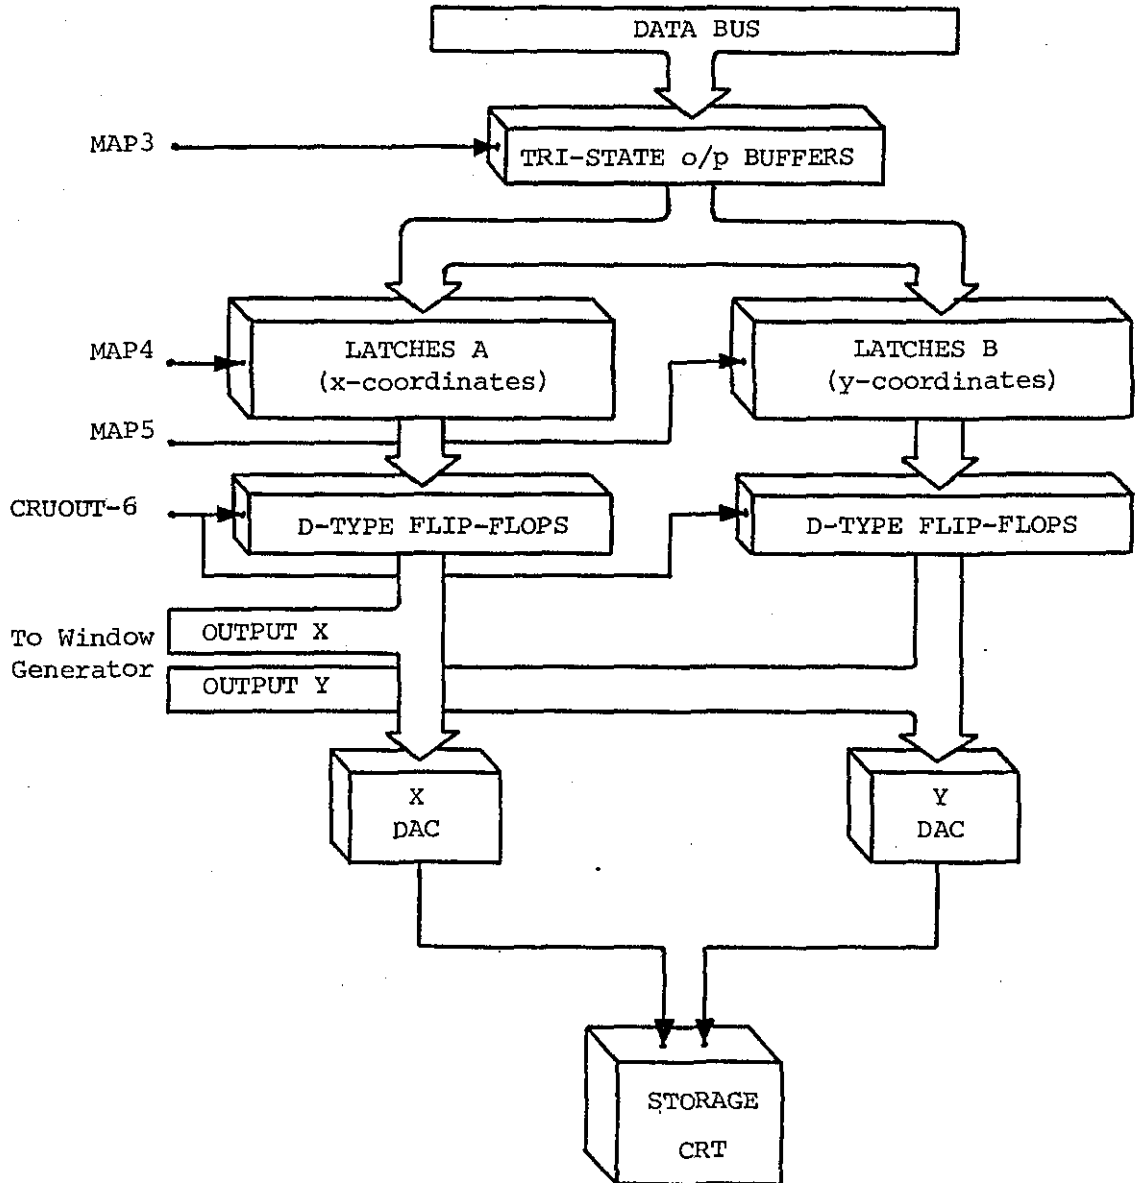 DATA BUS
MAP3
TRI-STATE o/p BUFFERS
MAP4
LATCHES A
(x-coordinates)
LATCHES B
(y-coordinates)
MAP5
CRUOUT-6
D-TYPE FLIP-FLOPS
D-TYPE FLIP-FLOPS
To Window
Generator
OUTPUT X
OUTPUT Y
X
DAC
Y
DAC
STORAGE
CRT